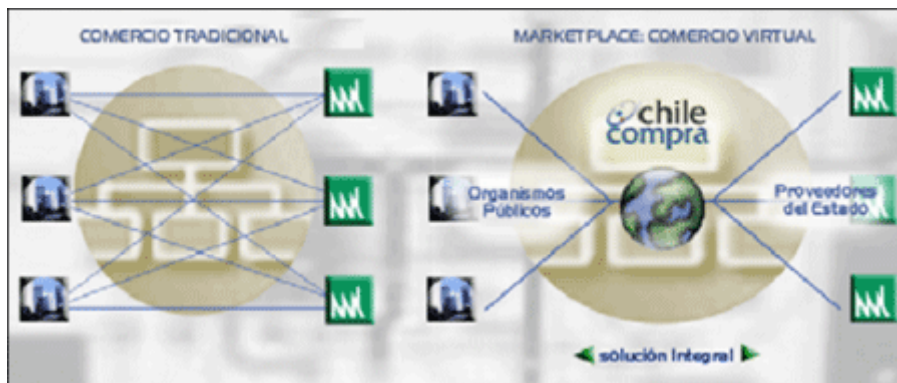 COMERCIO TRADICIONAL
MARKETPLACE: COMERCIO VIRTUAL
chile
compra
Organismos
Públicos
Proveedores
del Estado
solución Integral